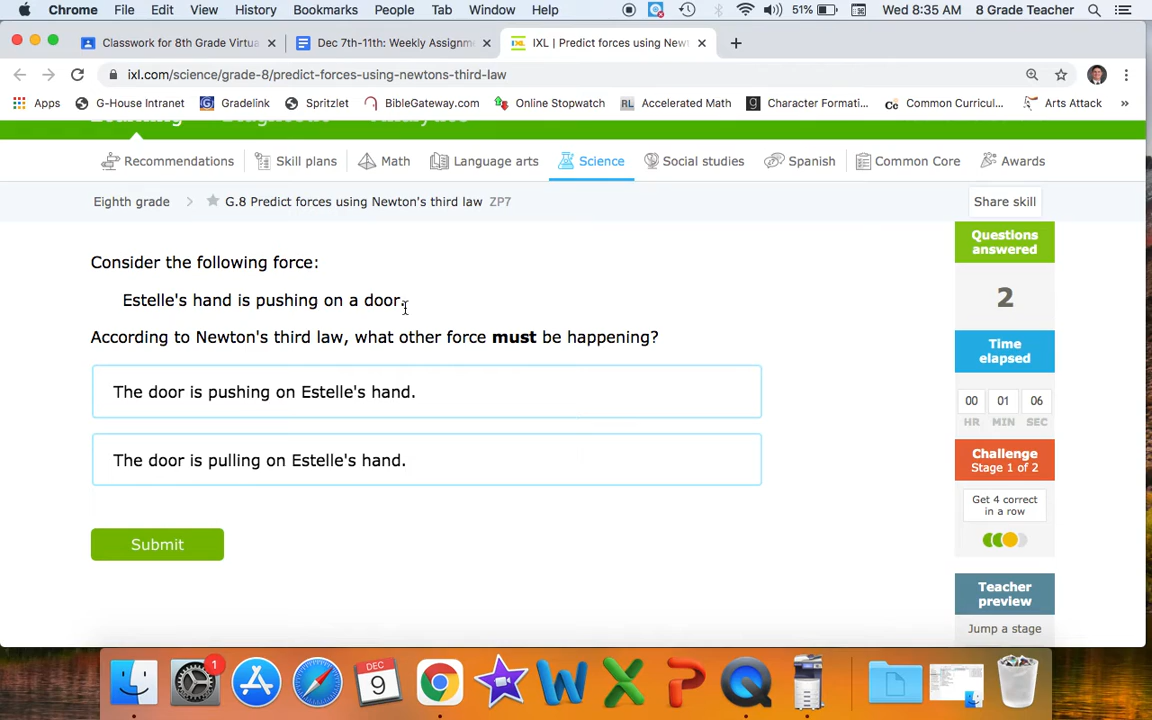 Chrome File Edit View History Bookmarks People Tab Window Help 51% Wed 8:35 AM 8 Grade Teacher
Classwork for 8th Grade Virtua Dec 7th-11th: Weekly Assignm IXL | Predict forces using Newt
ixl.com/science/grade-8/predict-forces-using-newtons-third-law
Apps G-House Intranet Gradelink Spritzlet BibleGateway.com Online Stopwatch RL Accelerated Math Character Formati... Cc Common Curricul... Arts Attack »
Recommendations Skill plans Math Language arts Science Social studies Spanish Common Core Awards
Eighth grade G.8 Predict forces using Newton's third law ZP7 Share skill
Consider the following force:
Estelle's hand is pushing on a door.
According to Newton's third law, what other force must be happening?
The door is pushing on Estelle's hand.
The door is pulling on Estelle's hand.
Submit
Questions
answered
2
Time
elapsed
00 01 06
HR MIN SEC
Challenge
Stage 1 of 2
Get 4 correct
in a row
Teacher
preview
Jump a stage
1
DEC
9